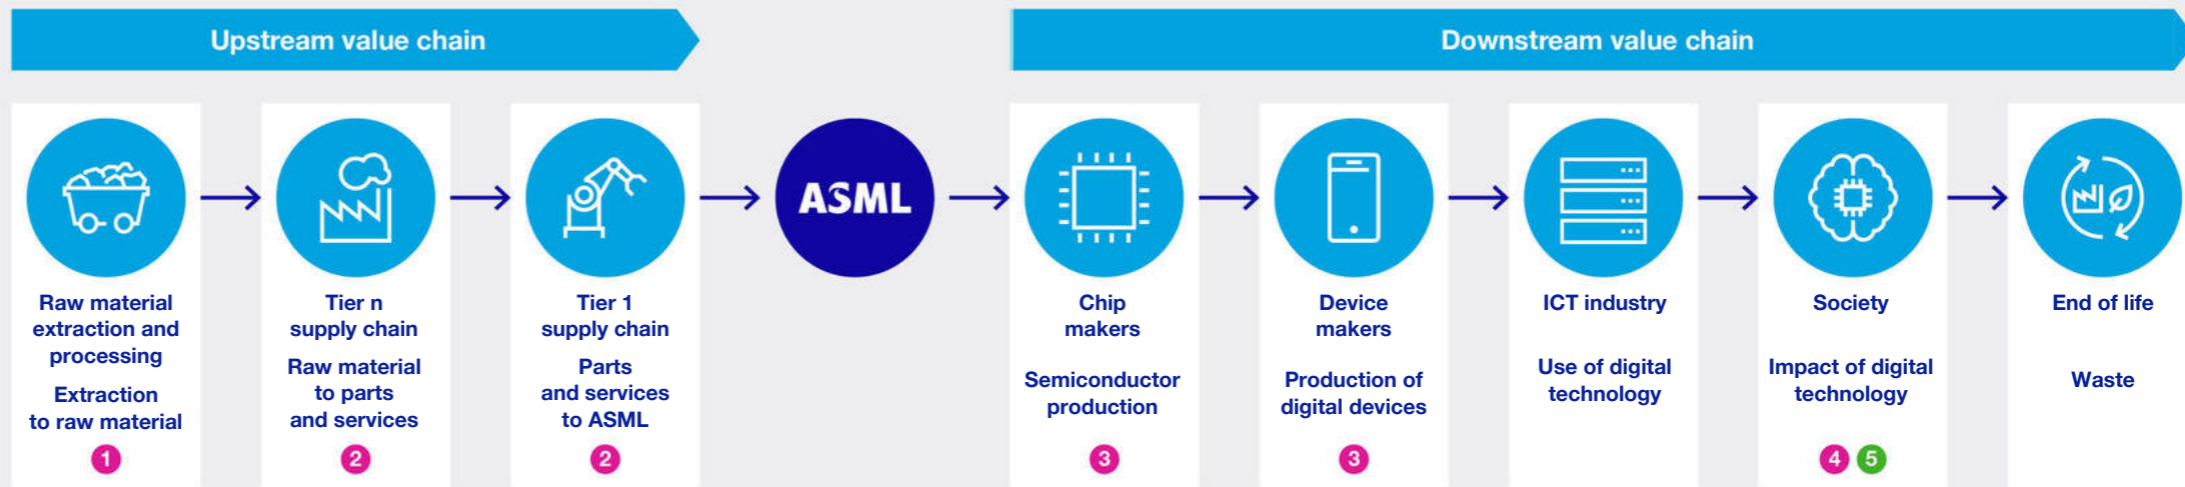 Upstream value chain
Downstream value chain
Raw material
extraction and
processing
Extraction
to raw material
1
Tier n
supply chain
Raw material
to parts
and services
2
Tier 1
supply chain
Parts
and services
to ASML
2
ASML
Chip
makers
Semiconductor
production
3
Device
makers
Production of
digital devices
3
ICT industry
Use of digital
technology
Society
Impact of digital
technology
4 5
End of life
Waste